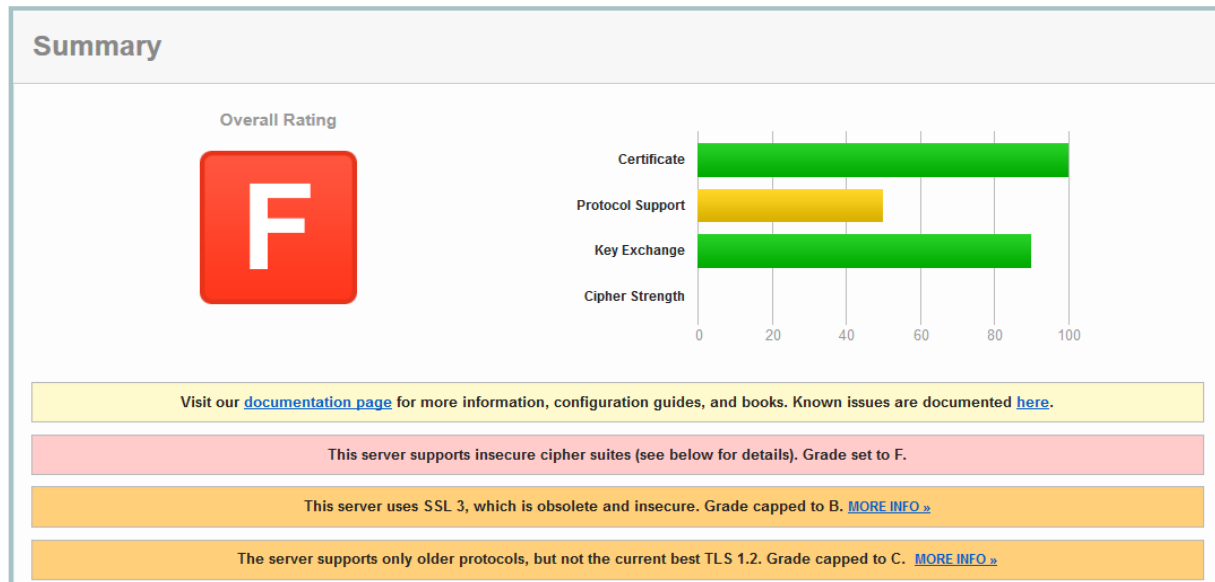 Summary
Overall Rating
F
Certificate
Protocol Support
Key Exchange
Cipher Strength
0 20 40 60 80 100
Visit our documentation page for more information, configuration guides, and books. Known issues are documented here.
This server supports insecure cipher suites (see below for details). Grade set to F.
This server uses SSL 3, which is obsolete and insecure. Grade capped to B. MORE INFO »
The server supports only older protocols, but not the current best TLS 1.2. Grade capped to C. MORE INFO »